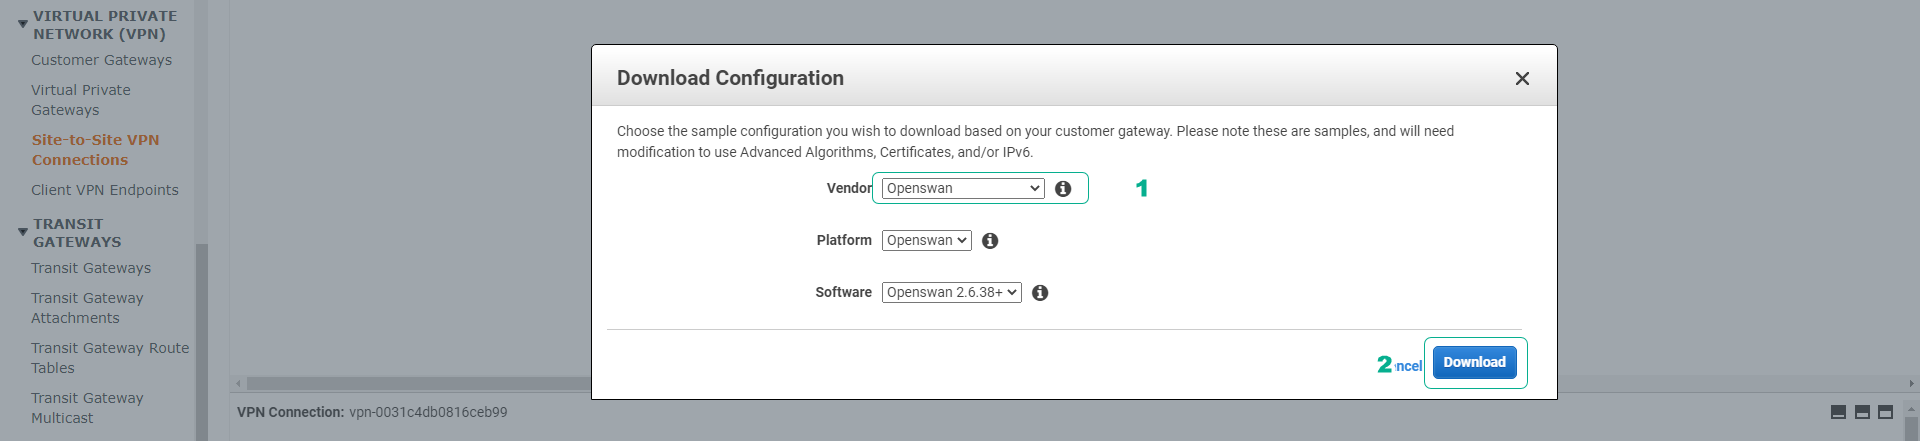 VIRTUAL PRIVATE
NETWORK (VPN)
Customer Gateways
Virtual Private
Gateways
Site-to-Site VPN
Connections
Client VPN Endpoints
TRANSIT
GATEWAYS
Transit Gateways
Transit Gateway
Attachments
Transit Gateway Route
Tables
Transit Gateway
Multicast
Download Configuration
Choose the sample configuration you wish to download based on your customer gateway. Please note these are samples, and will need
modification to use Advanced Algorithms, Certificates, and/or IPv6.
Vendor Openswan 1
Platform Openswan
Software Openswan 2.6.38+
2 ncel Download
VPN Connection: vpn-0031c4db0816ceb99